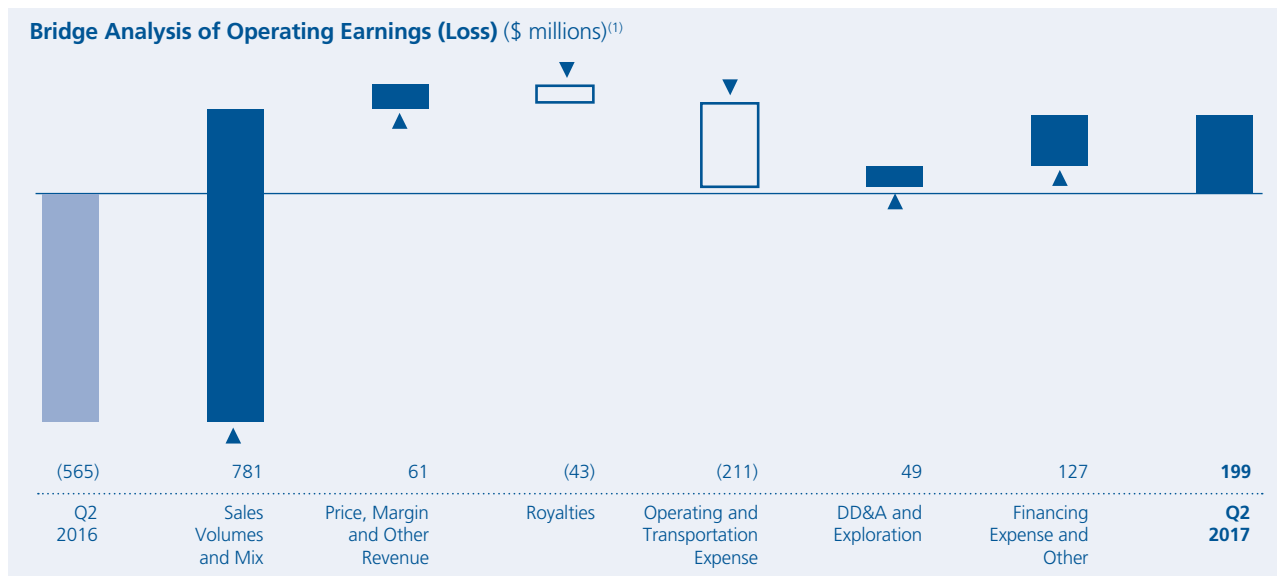 Bridge Analysis of Operating Earnings (Loss) ($ millions)(1)
(565) 781 61 (43) (211) 49 127 199
Q2
2016
Sales
Volumes
and Mix
Price, Margin
and Other
Revenue
Royalties
Operating and
Transportation
Expense
DD&A and
Exploration
Financing
Expense and
Other
Q2
2017